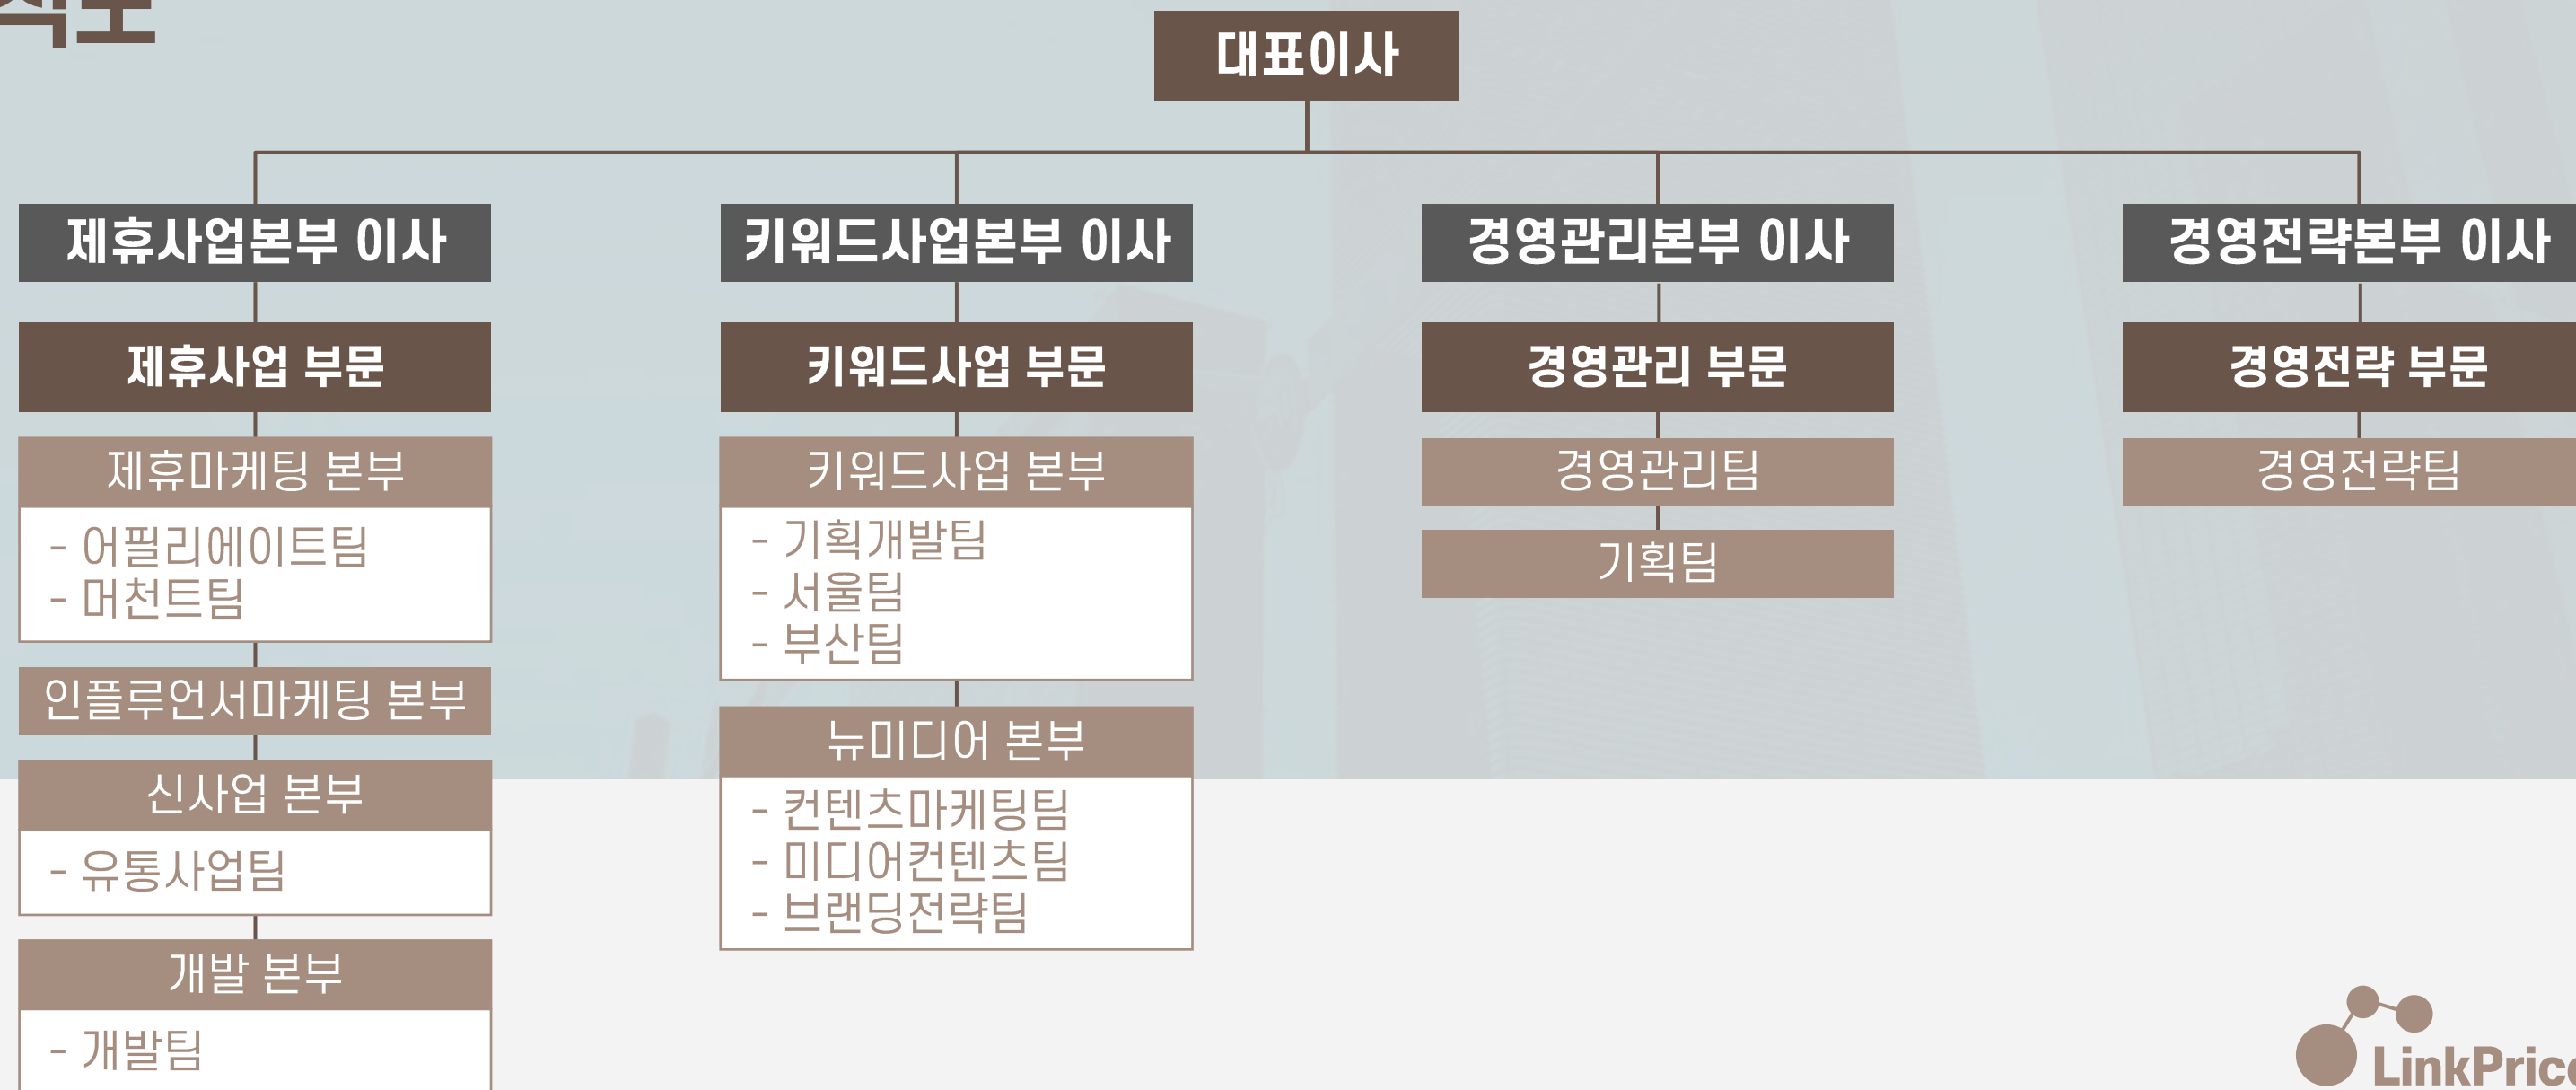 대표이사
제휴사업본부 이사
키워드사업본부 이사
경영관리본부 이사
경영전략본부 이사
제휴사업 부문
키워드사업 부문
경영관리 부문
경영전략 부문
제휴마케팅 본부
- 어필리에이트팀
- 머천트팀
인플루언서마케팅 본부
신사업 본부
- 유통사업팀
개발 본부
- 개발팀
키워드사업 본부
- 기획개발팀
- 서울팀
- 부산팀
뉴미디어 본부
- 컨텐츠마케팅팀
- 미디어컨텐츠팀
- 브랜딩전략팀
경영관리팀
기획팀
경영전략팀
LinkPric